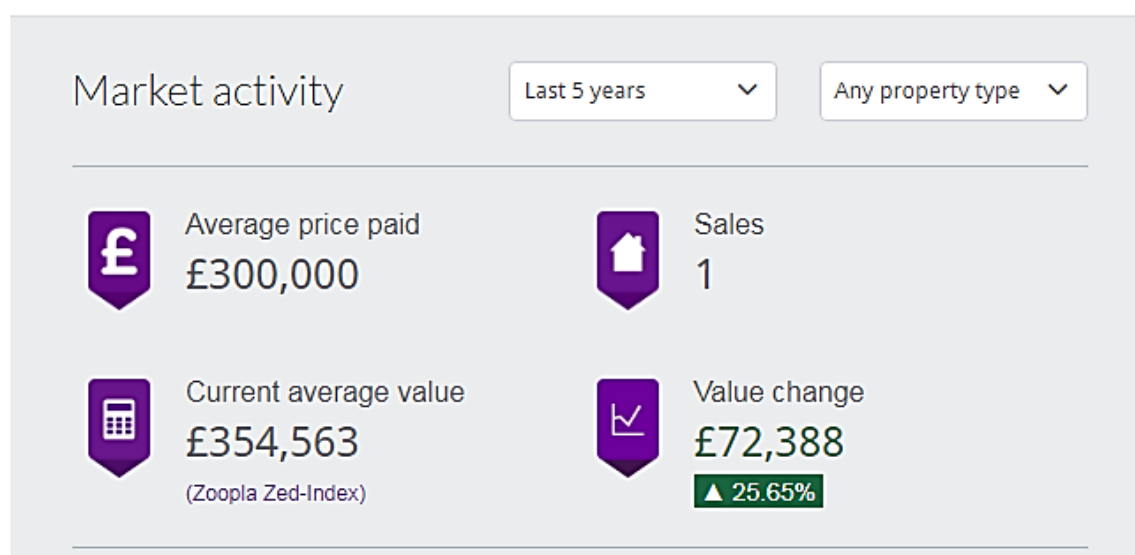 Market activity
Last 5 years
Any property type
Average price paid
£300,000
Sales
1
Current average value
£354,563
(Zoopla Zed-Index)
Value change
£72,388
▲ 25.65%